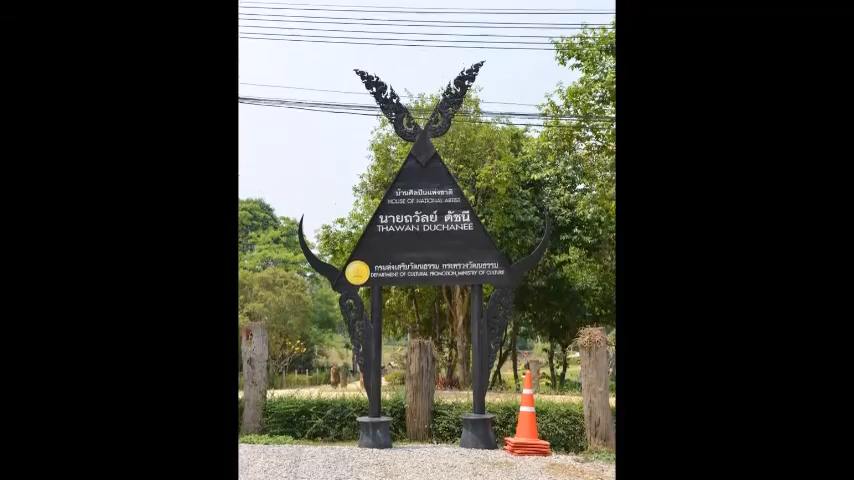 บ้านศิลปินแห่งชาติ
HOUSE OF NATIONAL ARTIST
นายถวัลย์ ดัชนี
THAWAN DUCHANEE
กรมส่งเสริมวัฒนธรรม กระทรวงวัฒนธรรม
DEPARTMENT OF CULTURAL PROMOTION, MINISTRY OF CULTURE